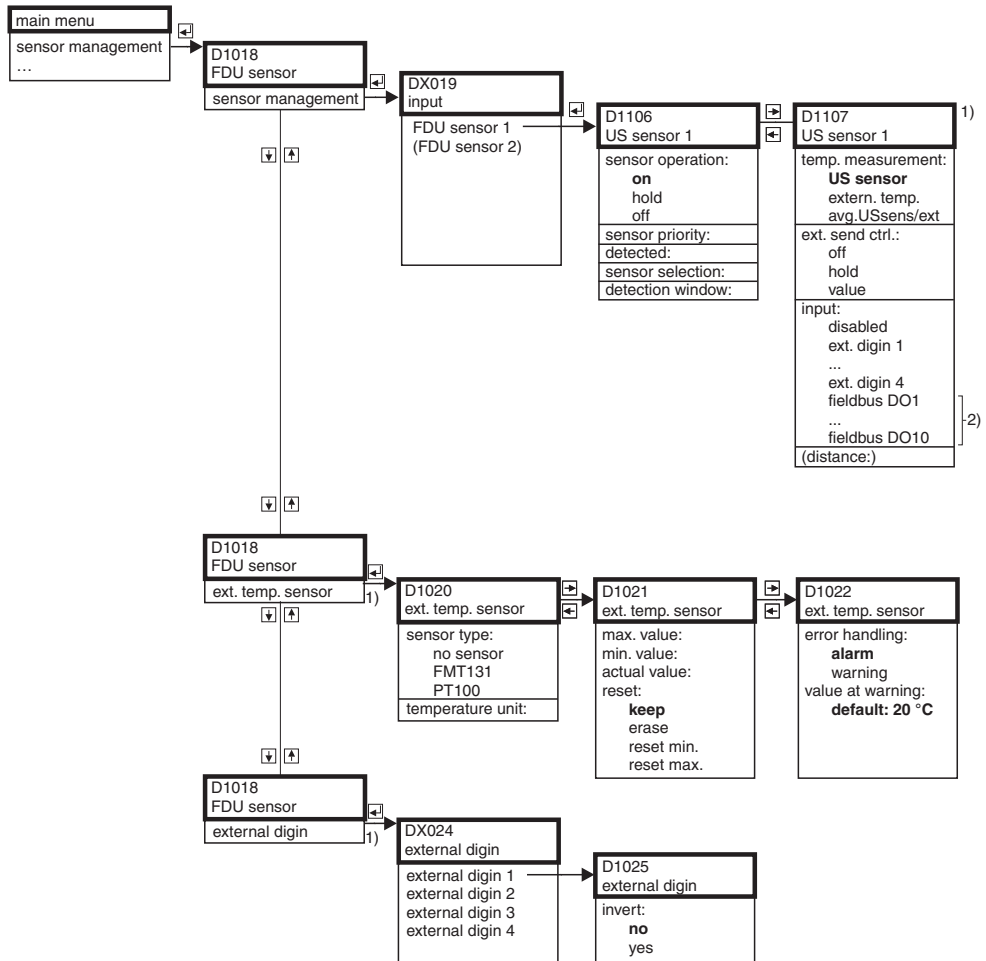 main menu
sensor management
...
D1018
FDU sensor
sensor management
DX019
input
FDU sensor 1
(FDU sensor 2)
D1106
US sensor 1
sensor operation:
on
hold
off
sensor priority:
detected:
sensor selection:
detection window:
D1107
US sensor 1
1)
temp. measurement:
US sensor
extern. temp.
avg.USsens/ext
ext. send ctrl.:
off
hold
value
input:
disabled
ext. digin 1
...
ext. digin 4
fieldbus DO1
...
fieldbus DO10
2)
(distance:)
D1018
FDU sensor
ext. temp. sensor
1)
D1020
ext. temp. sensor
sensor type:
no sensor
FMT131
PT100
temperature unit:
D1021
ext. temp. sensor
max. value:
min. value:
actual value:
reset:
keep
erase
reset min.
reset max.
D1022
ext. temp. sensor
error handling:
alarm
warning
value at warning:
default: 20 °C
D1018
FDU sensor
external digin
1)
DX024
external digin
external digin 1
external digin 2
external digin 3
external digin 4
D1025
external digin
invert:
no
yes